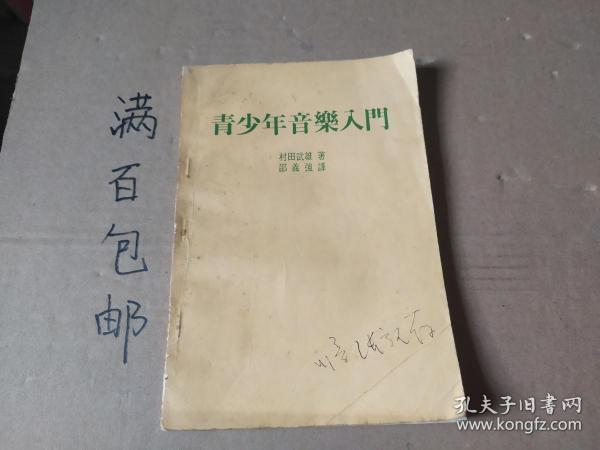 满百包邮
青少年音樂入門
村田武雄 著
邵義強 譯
孔夫子旧书网
www.kongfz.com